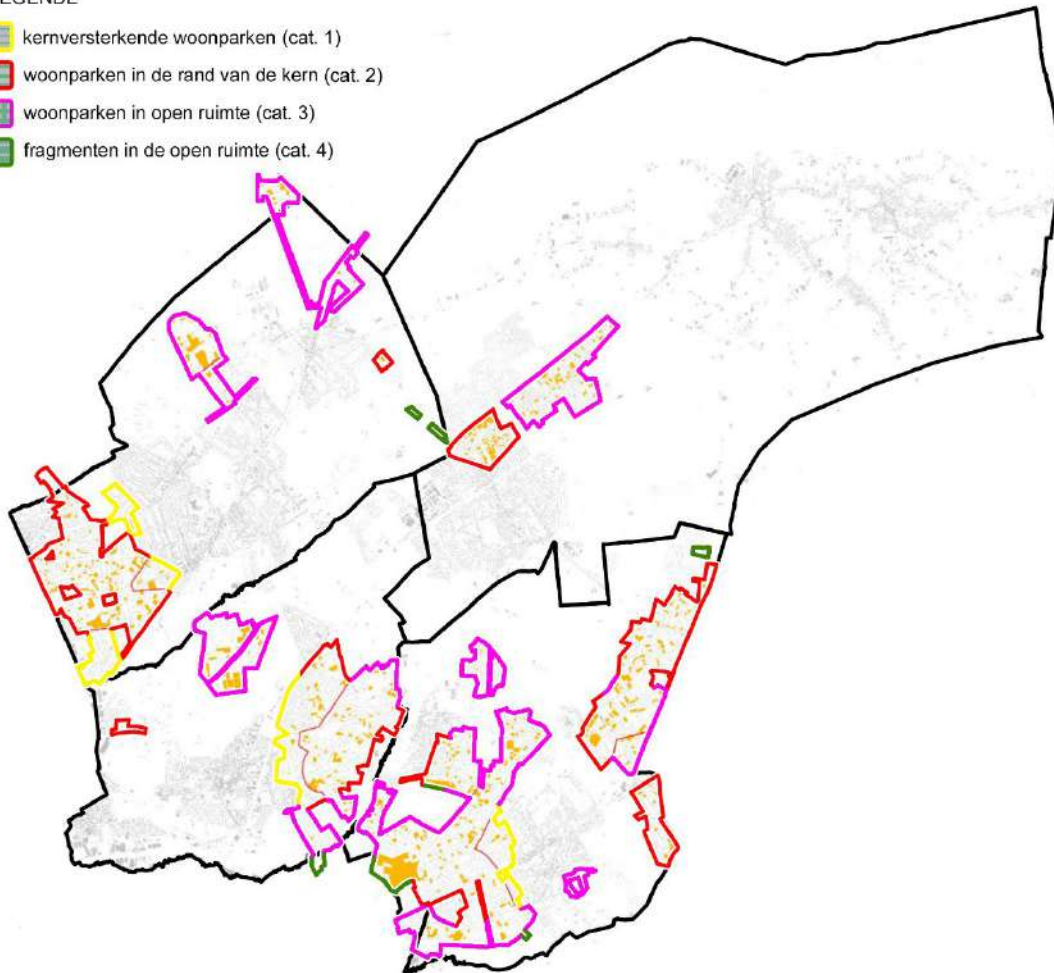 LEGENDE
kernversterkende woonparken (cat. 1)
woonparken in de rand van de kern (cat. 2)
woonparken in open ruimte (cat. 3)
fragmenten in de open ruimte (cat. 4)